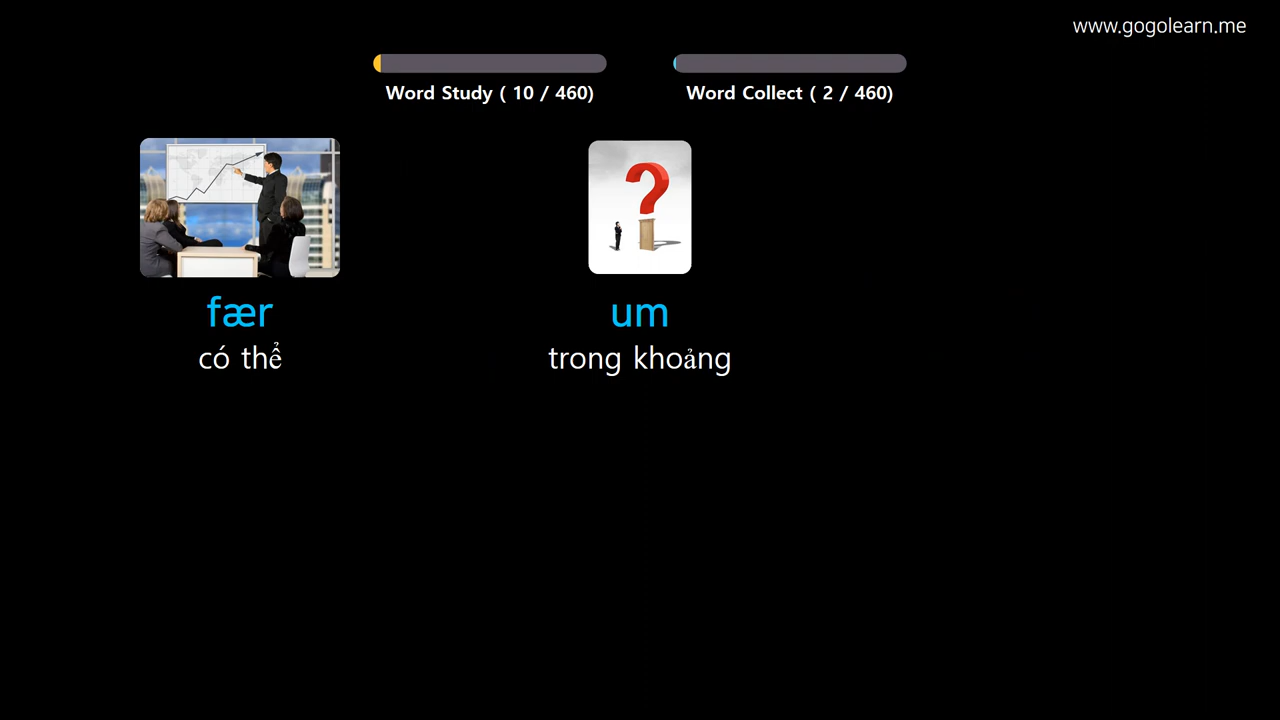 www.gogolearn.me
Word Study ( 10 / 460)
Word Collect ( 2 / 460)
fær
um
có thể
trong khoảng